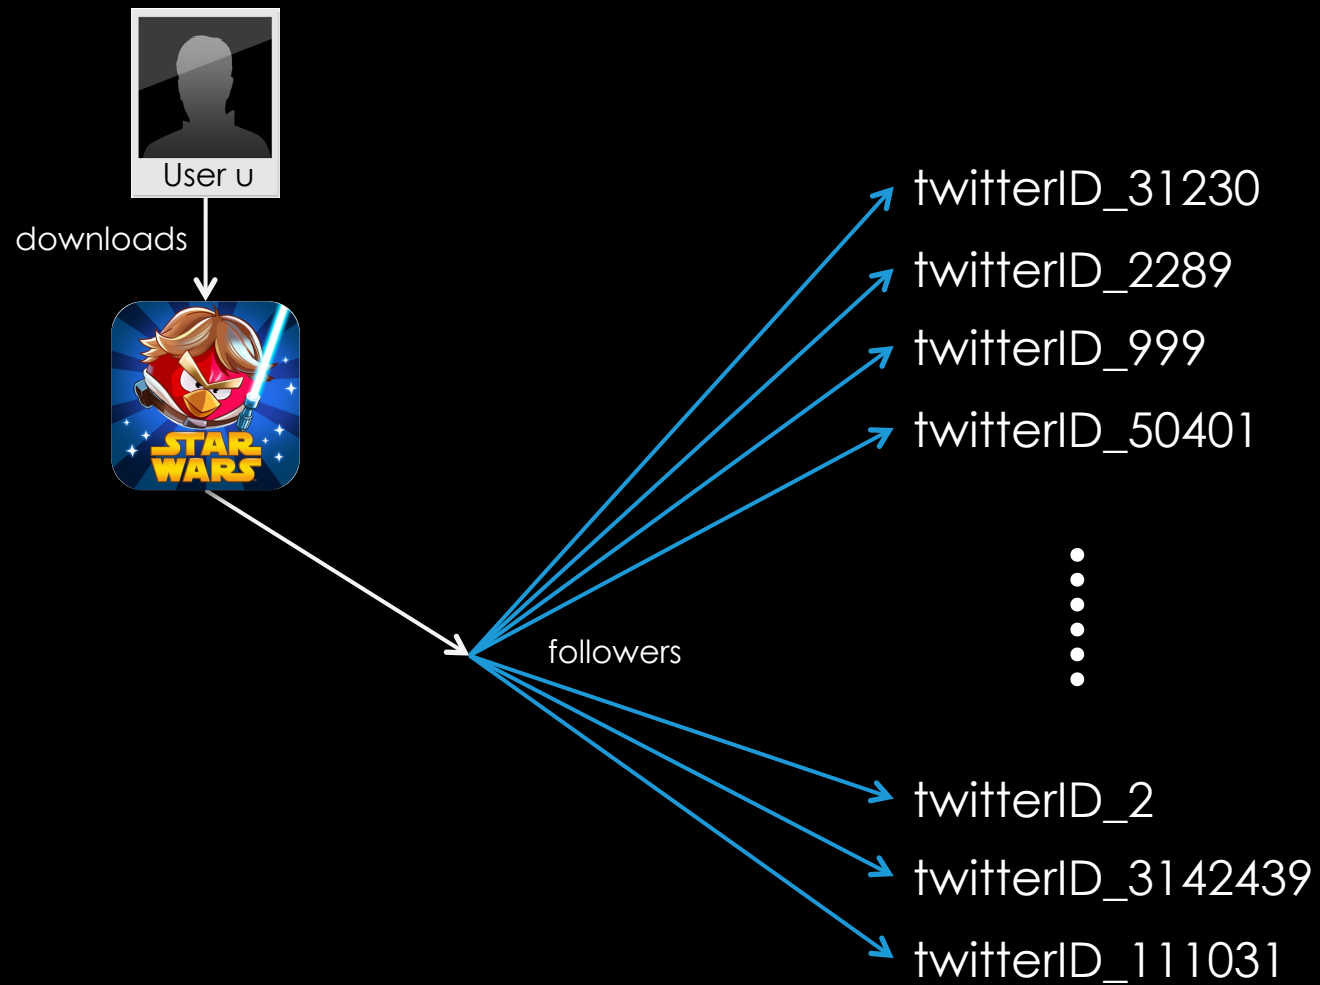 User u
downloads
STAR
WARS
followers
twitterID_31230
twitterID_2289
twitterID_999
twitterID_50401
twitterID_2
twitterID_3142439
twitterID_111031